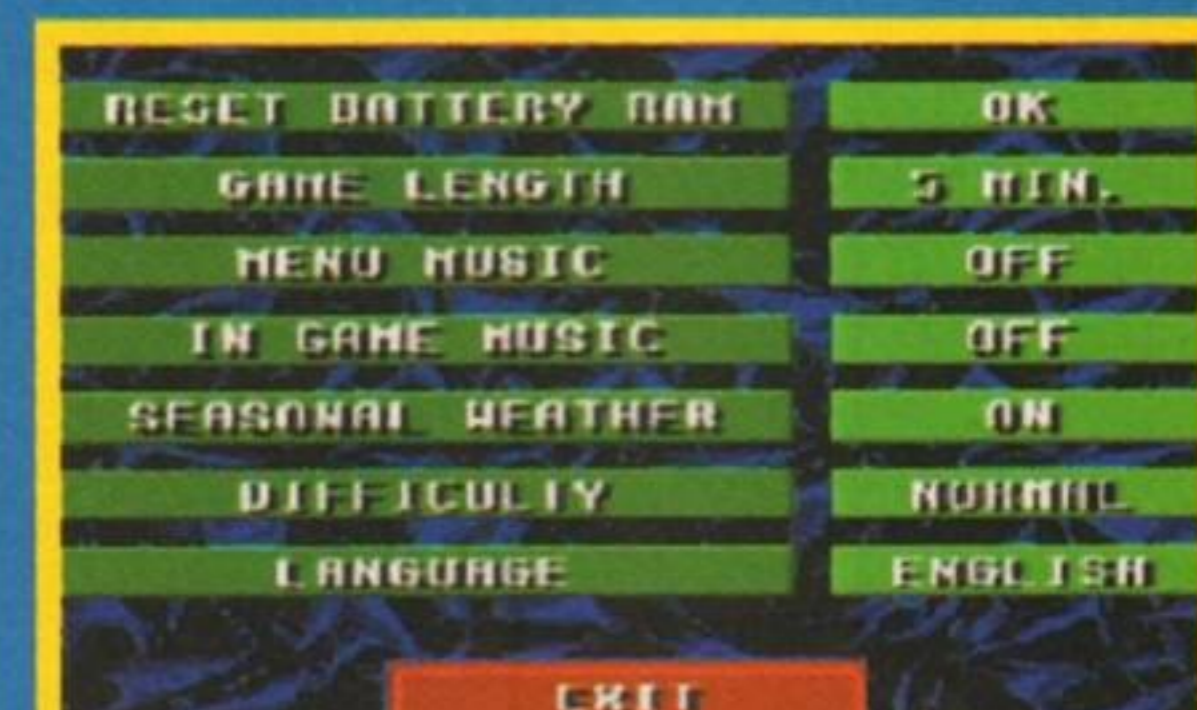 RESET BATTERY RAM OK
GAME LENGTH 5 MIN.
MENU MUSIC OFF
IN GAME MUSIC OFF
SEASONAL WEATHER ON
DIFFICULTY NORMAL
LANGUAGE ENGLISH
EXIT